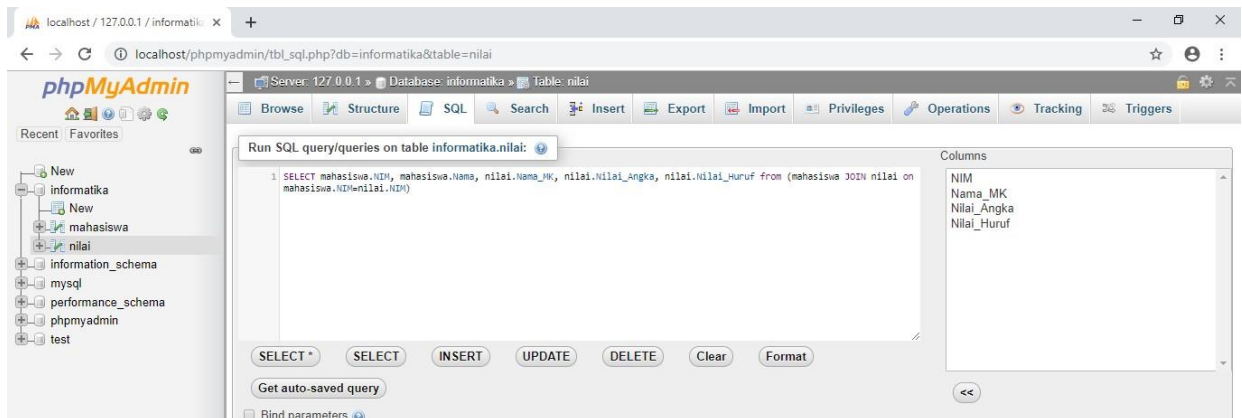 localhost / 127.0.0.1 / informatik
localhost/phpmyadmin/tbl_sql.php?db=informatika&table=nilai
phpMyAdmin
Recent Favorites
New
informatika
New
mahasiswa
nilai
information_schema
mysql
performance_schema
phpmyadmin
test
Server: 127.0.0.1 » Database: informatika » Table: nilai
Browse Structure SQL Search Insert Export Import Privileges Operations Tracking Triggers
Run SQL query/queries on table informatika.nilai:
1 SELECT mahasiswa.NIM, mahasiswa.Nama, nilai.Nama_MK, nilai.Nilai_Angka, nilai.Nilai_Huruf from (mahasiswa JOIN nilai on
mahasiswa.NIM=nilai.NIM)
Columns
NIM
Nama_MK
Nilai_Angka
Nilai_Huruf
SELECT * SELECT INSERT UPDATE DELETE Clear Format
Get auto-saved query
<<
Bind parameters